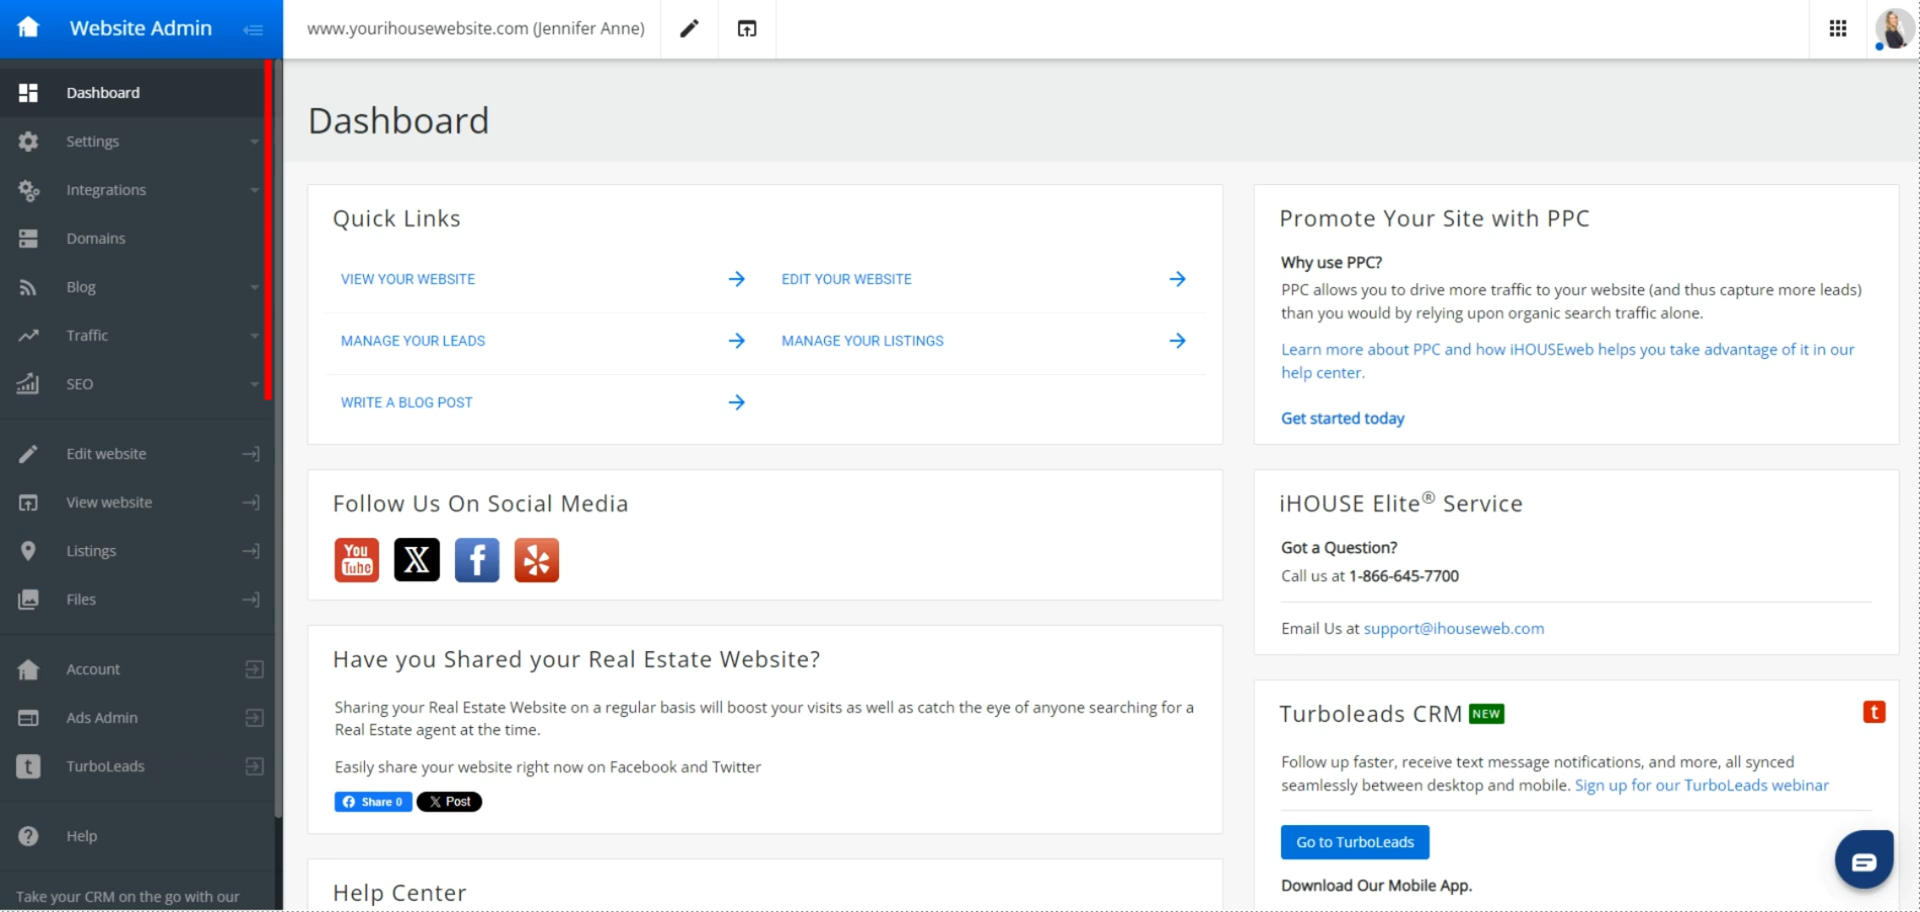 Website Admin
www.yourihousewebsite.com (Jennifer Anne)
Dashboard
Settings
Integrations
Domains
Blog
Traffic
SEO
Edit website
View website
Listings
Files
Account
Ads Admin
t TurboLeads
Help
Take your CRM on the go with our
Dashboard
Quick Links
VIEW YOUR WEBSITE
EDIT YOUR WEBSITE
MANAGE YOUR LEADS
MANAGE YOUR LISTINGS
WRITE A BLOG POST
Follow Us On Social Media
You
Tube
X
f
Have you Shared your Real Estate Website?
Sharing your Real Estate Website on a regular basis will boost your visits as well as catch the eye of anyone searching for a
Real Estate agent at the time.
Easily share your website right now on Facebook and Twitter
Share 0
X Post
Help Center
Promote Your Site with PPC
Why use PPC?
PPC allows you to drive more traffic to your website (and thus capture more leads)
than you would by relying upon organic search traffic alone.
Learn more about PPC and how iHOUSEweb helps you take advantage of it in our
help center.
Get started today
iHOUSE Elite® Service
Got a Question?
Call us at 1-866-645-7700
Email Us at support@ihouseweb.com
Turboleads CRM NEW
t
Follow up faster, receive text message notifications, and more, all synced
seamlessly between desktop and mobile. Sign up for our TurboLeads webinar
Go to TurboLeads
Download Our Mobile App.